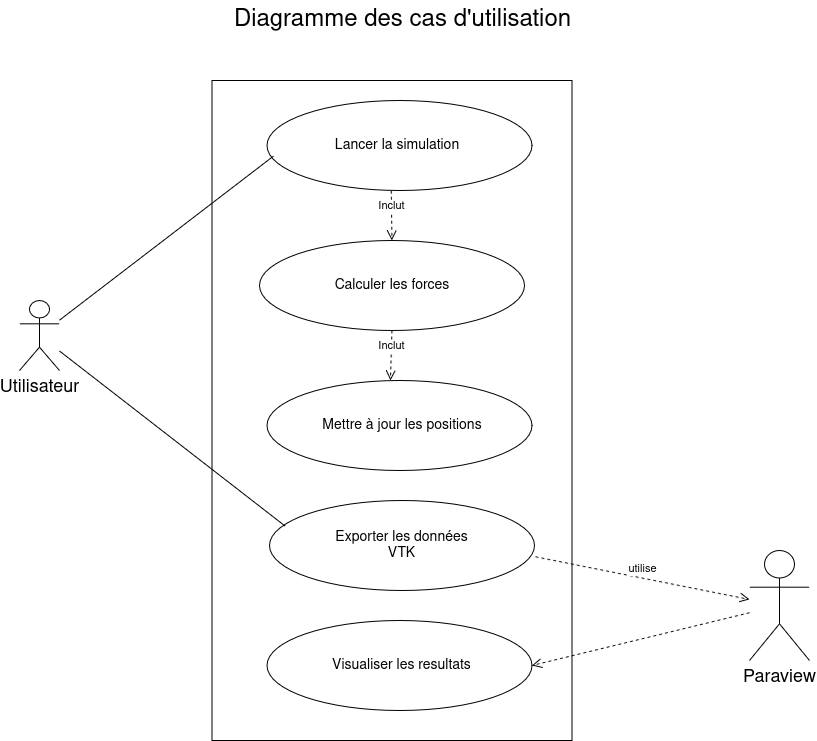 Diagramme des cas d'utilisation
Lancer la simulation
Inclut
Calculer les forces
Inclut
Utilisateur
Mettre à jour les positions
Exporter les données
VTK
utilise
Visualiser les resultats
Paraview